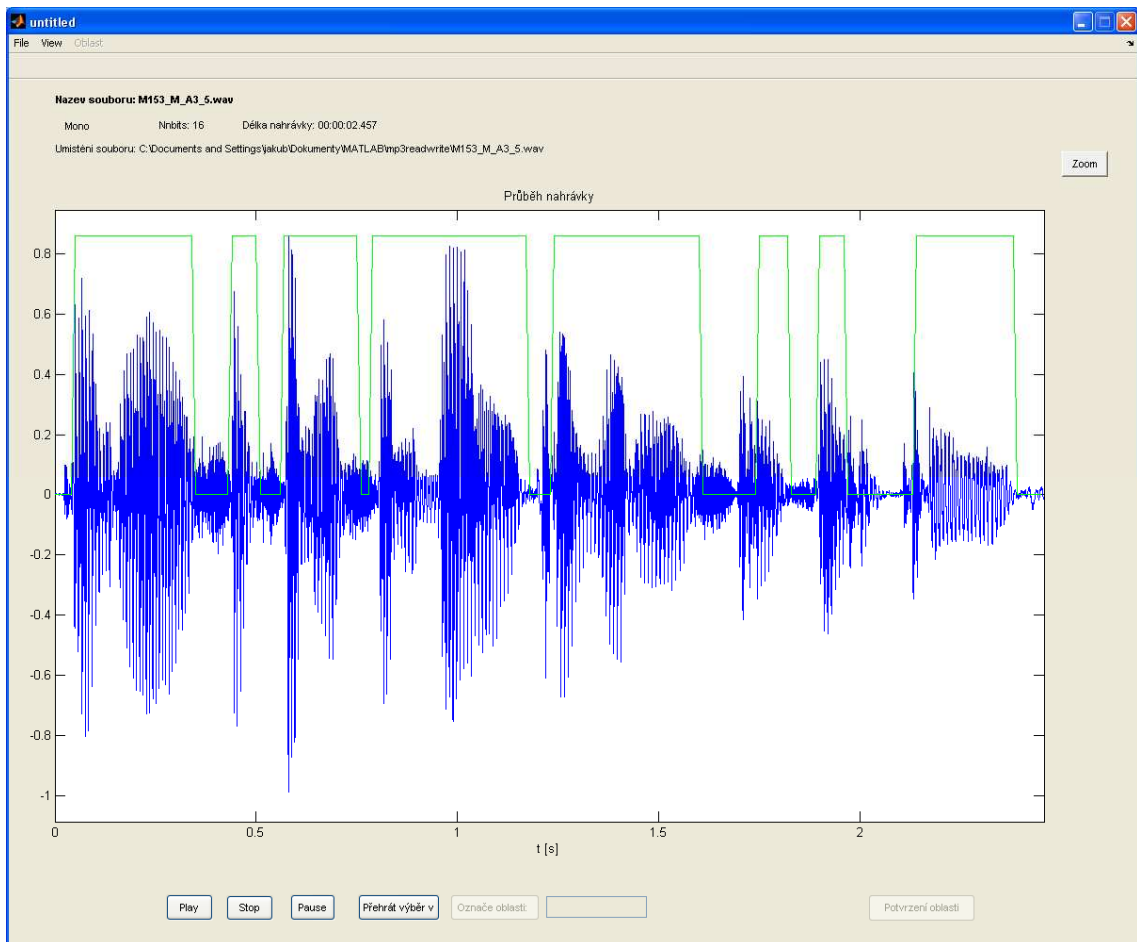 untitled
File View Oblast
Nazev souboru: M153_M_A3_5.wav
Mono Nnbits: 16 Délka nahrávky: 00:00:02.457
Umistění souboru: C:\Documents and Settings\jakub\Dokumenty\MATLAB\mp3readwrite\M153_M_A3_5.wav
Zoom
Průběh nahrávky
0.8
0.6
0.4
0.2
0
-0.2
-0.4
-0.6
-0.8
-1
0 0.5 1 1.5 2
t [s]
Play Stop Pause Přehrát výběr v Označe oblasti: Potvrzení oblasti